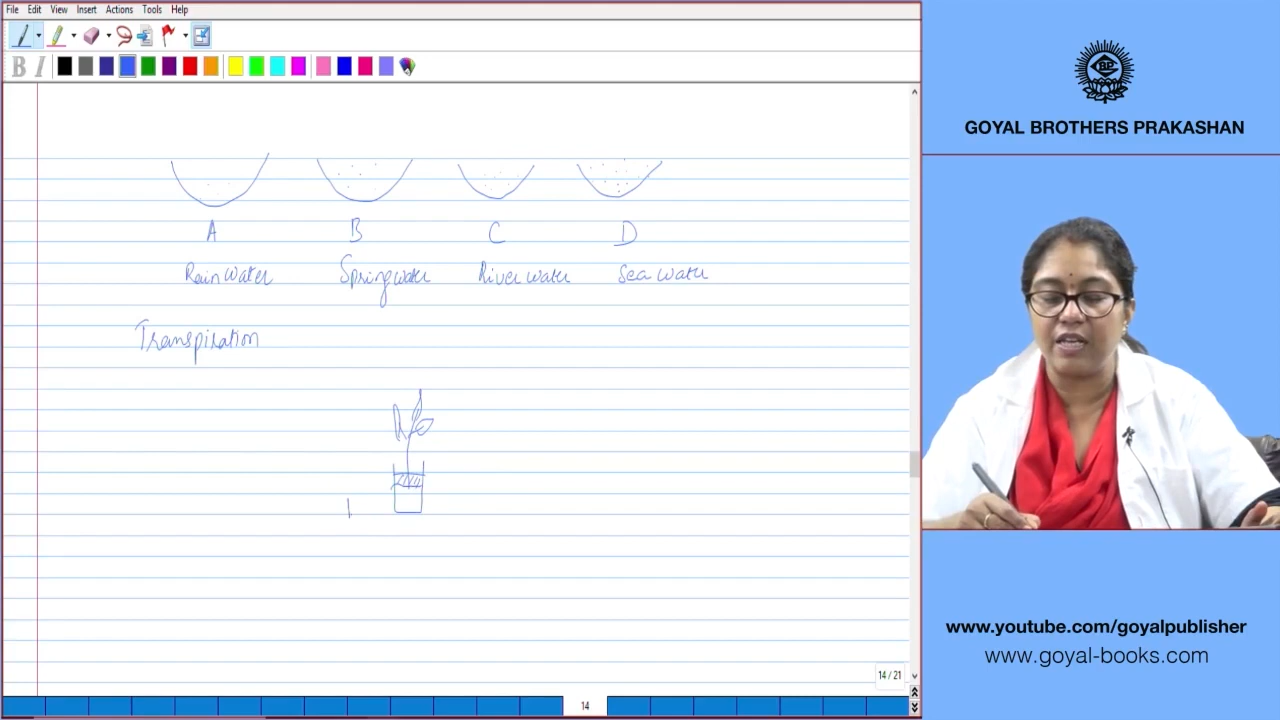 File Edit View Insert Actions Tools Help
B I
GBP
GOYAL BROTHERS PRAKASHAN
A B C D
Rain water Spring water River water Sea water
Transpiration
www.youtube.com/goyalpublisher
www.goyal-books.com
14 / 21
14